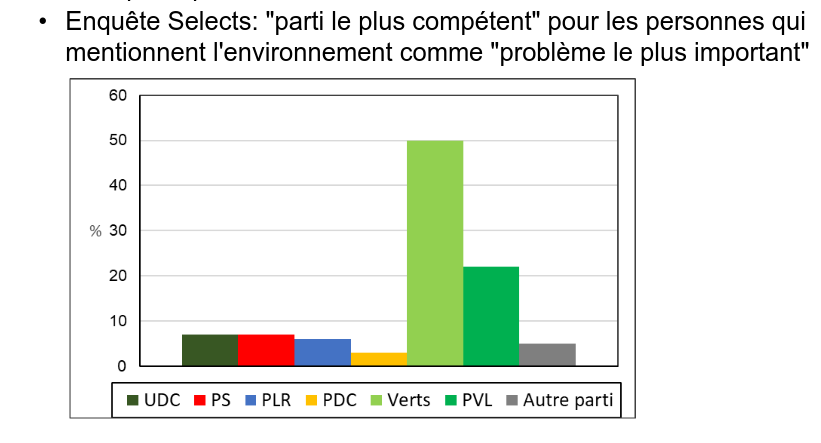 • Enquête Selects: "parti le plus compétent" pour les personnes qui
mentionnent l'environnement comme "problème le plus important"
60
50
40
% 30
20
10
0
UDC PS PLR PDC Verts PVL Autre parti